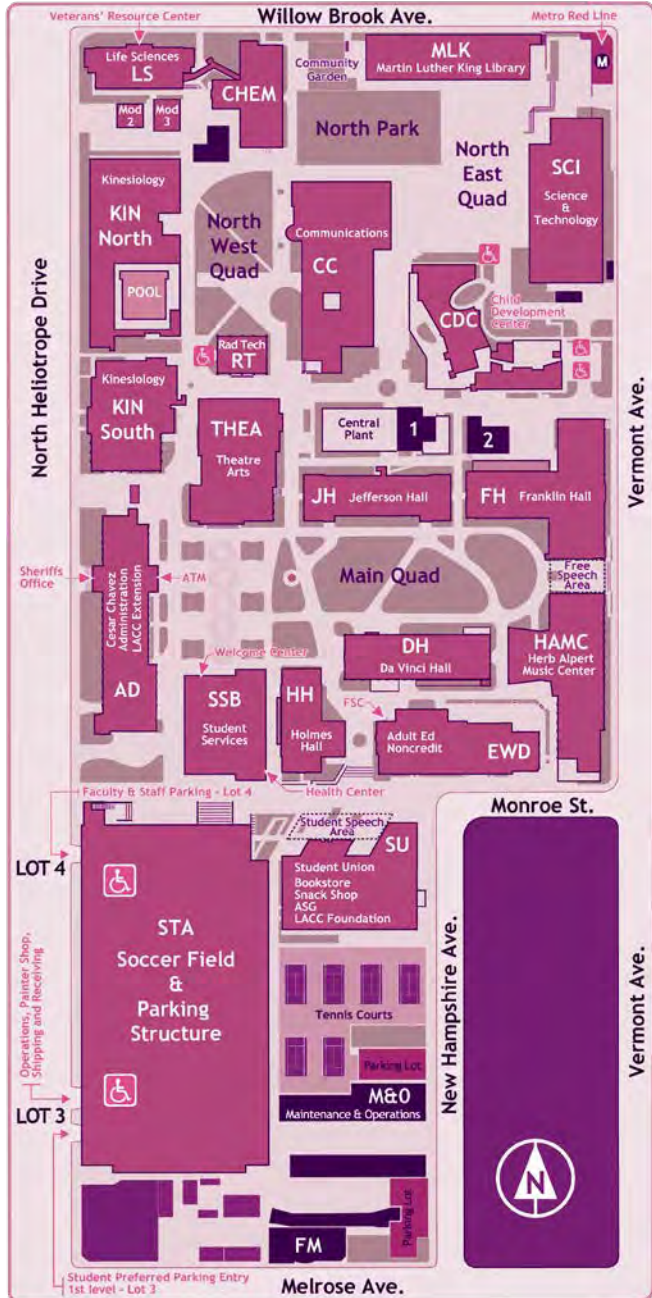 Veterans' Resource Center
Willow Brook Ave.
Metro Red Line
Life Sciences
LS
CHEM
Community
Garden
MLK
Martin Luther King Library
M
Mod
2
Mod
3
North Park
North
East
Quad
SCI
Science
&
Technology
Kinesiology
KIN
North
POOL
North
West
Quad
Communications
CC
CDC
Child
Development
Center
Rad Tech
RT
North Heliotrope Drive
Vermont Ave.
Kinesiology
KIN
South
THEA
Theatre
Arts
Central
Plant
1
2
JH Jefferson Hall
FH Franklin Hall
Sheriffs
Office
Cesar Chavez
Administration
LACC Extension
AD
ATM
Main Quad
Free
Speech
Area
Welcome Center
DH
Da Vinci Hall
HAMC
Herb Alpert
Music Center
SSB
Student
Services
HH
Holmes
Hall
FSC
Adult Ed
Noncredit
EWD
Health Center
Faculty & Staff Parking - Lot 4
Monroe St.
Student Speech
Area
SU
Student Union
Bookstore
Snack Shop
ASG
LACC Foundation
LOT 4
STA
Soccer Field
&
Parking
Structure
Operations, Painter Shop,
Shipping and Receiving
Tennis Courts
Parking Lot
M&O
Maintenance & Operations
New Hampshire Ave.
Vermont Ave.
LOT 3
N
Parking Lot
FM
Student Preferred Parking Entry
1st level - Lot 3
Melrose Ave.